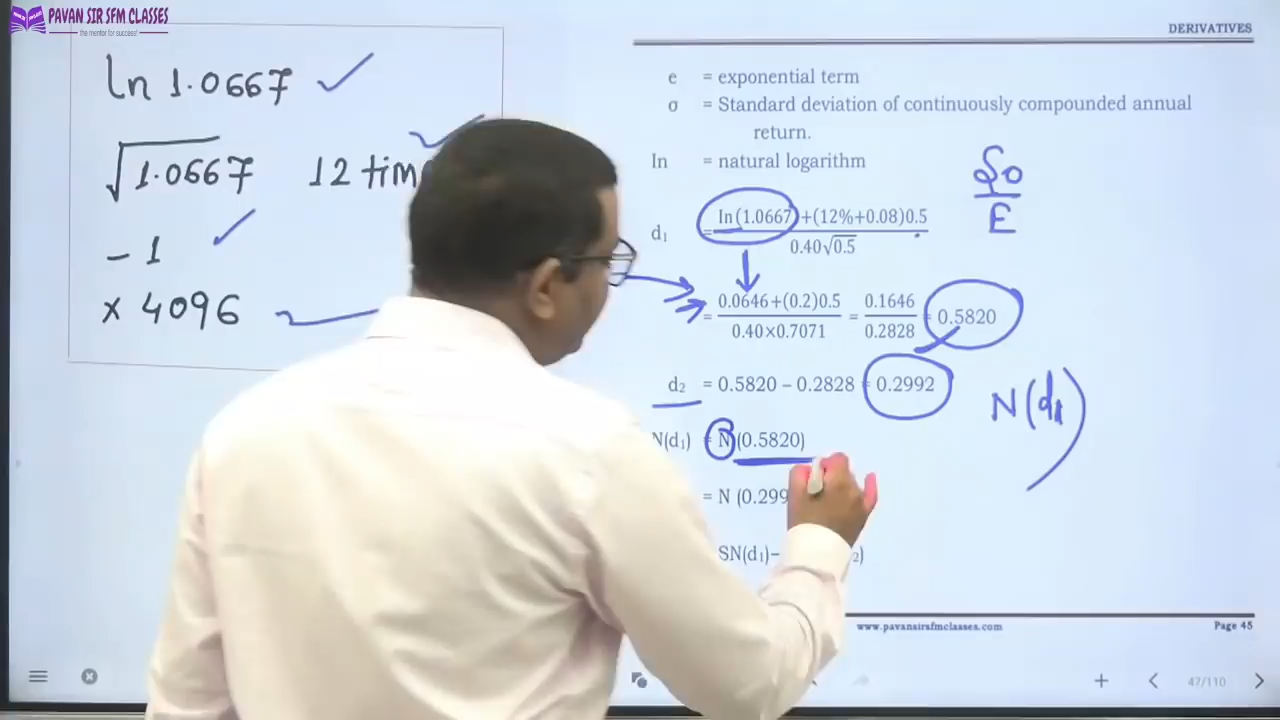 PAVAN SIR SFM CLASSES
the mentor for success!
ln 1.0667
√1.0667 12 tim
- 1
× 4096
DERIVATIVES
e = exponential term
σ = Standard deviation of continuously compounded annual
return.
ln = natural logarithm
S0
E
d₁ = ln(1.0667)+(12%+0.08)0.5
0.40√0.5
= 0.0646+(0.2)0.5 = 0.1646 = 0.5820
0.40×0.7071 0.2828
d₂ = 0.5820 – 0.2828 = 0.2992
N(d1)
N(d₁) = N (0.5820)
= N (0.299
SN(d₁)– ₂)
www.pavansirsfmclasses.com Page 45
47/110